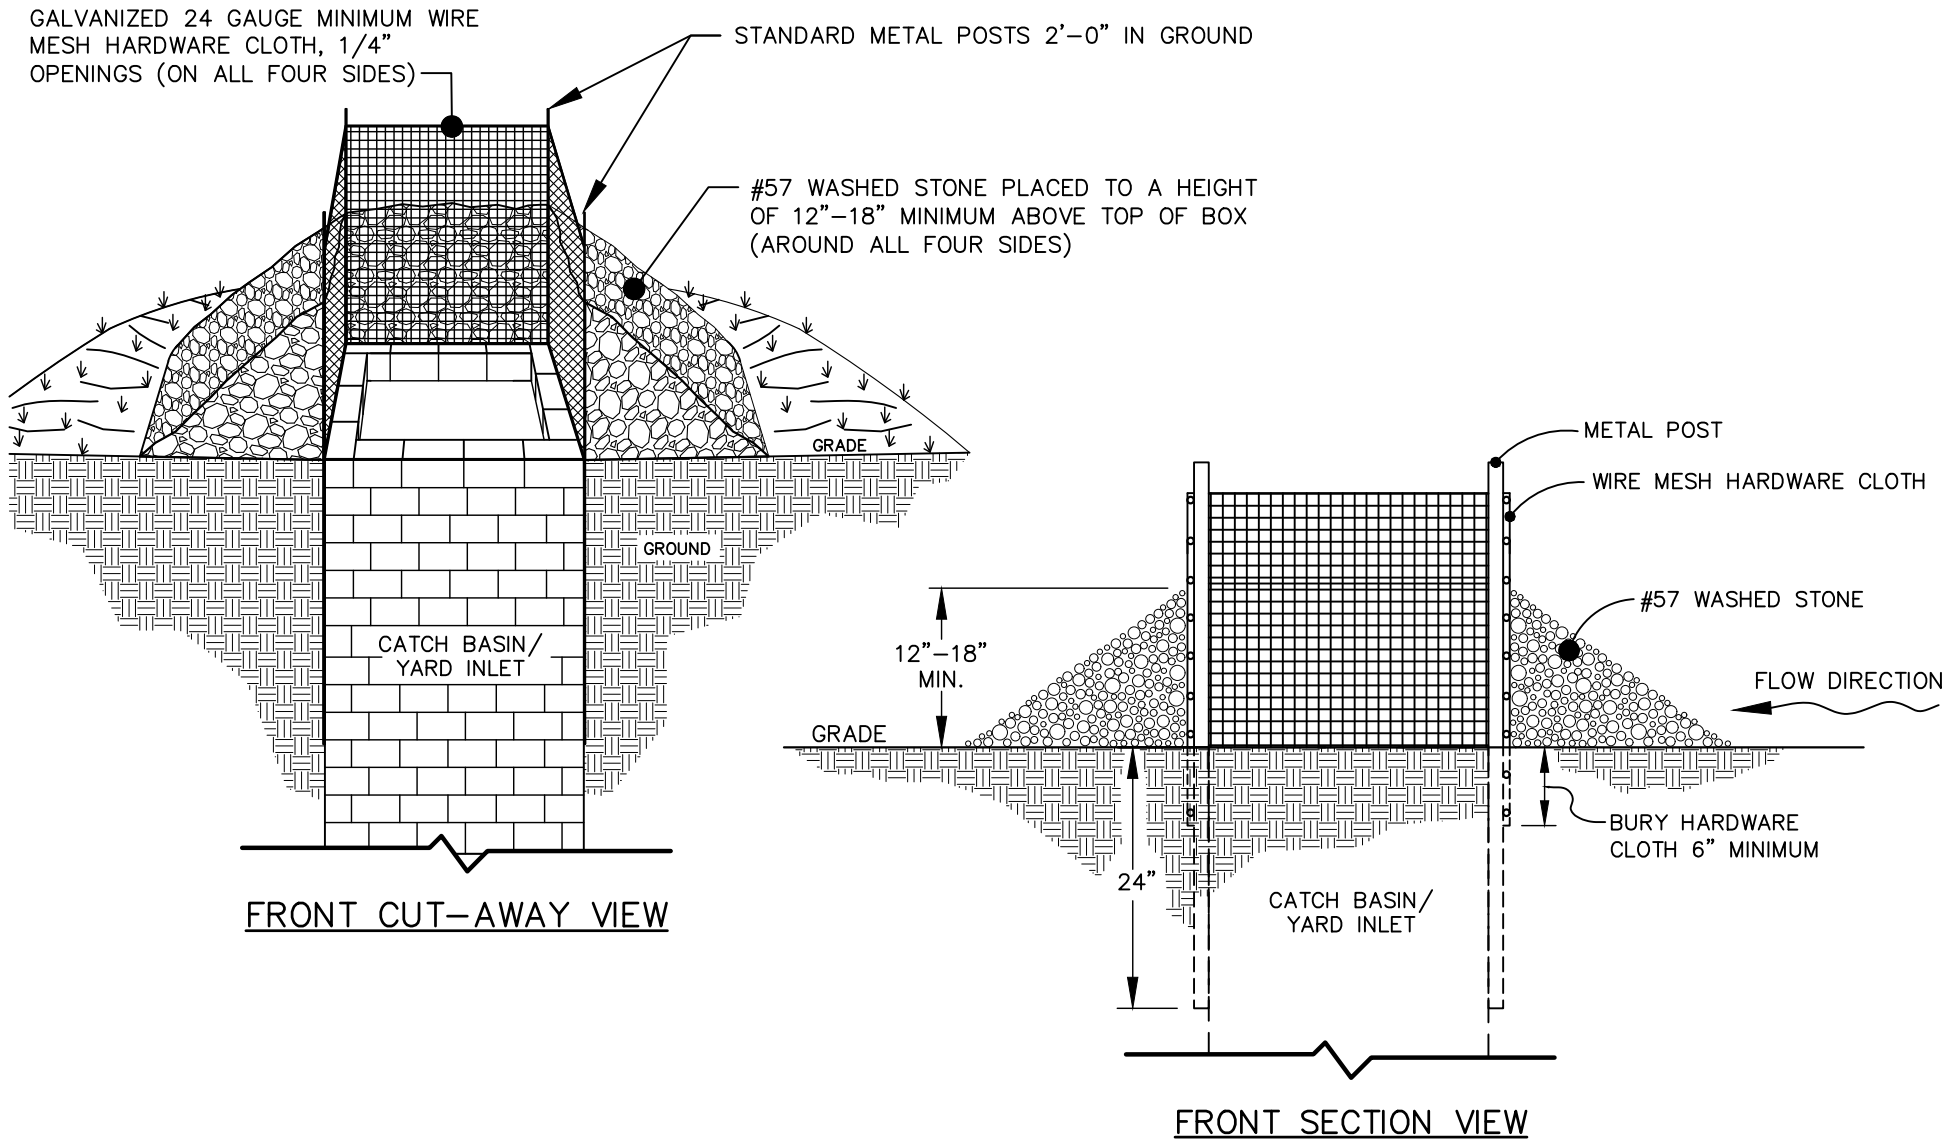 GALVANIZED 24 GAUGE MINIMUM WIRE
MESH HARDWARE CLOTH, 1/4"
OPENINGS (ON ALL FOUR SIDES)
STANDARD METAL POSTS 2'-0" IN GROUND
#57 WASHED STONE PLACED TO A HEIGHT
OF 12"-18" MINIMUM ABOVE TOP OF BOX
(AROUND ALL FOUR SIDES)
GRADE
GROUND
CATCH BASIN/
YARD INLET
FRONT CUT-AWAY VIEW
METAL POST
WIRE MESH HARDWARE CLOTH
#57 WASHED STONE
12"-18"
MIN.
FLOW DIRECTION
GRADE
BURY HARDWARE
CLOTH 6" MINIMUM
24"
CATCH BASIN/
YARD INLET
FRONT SECTION VIEW